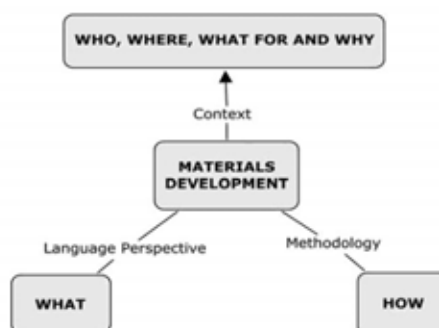 WHO, WHERE, WHAT FOR AND WHY
Context
MATERIALS
DEVELOPMENT
Language Perspective
Methodology
WHAT
HOW